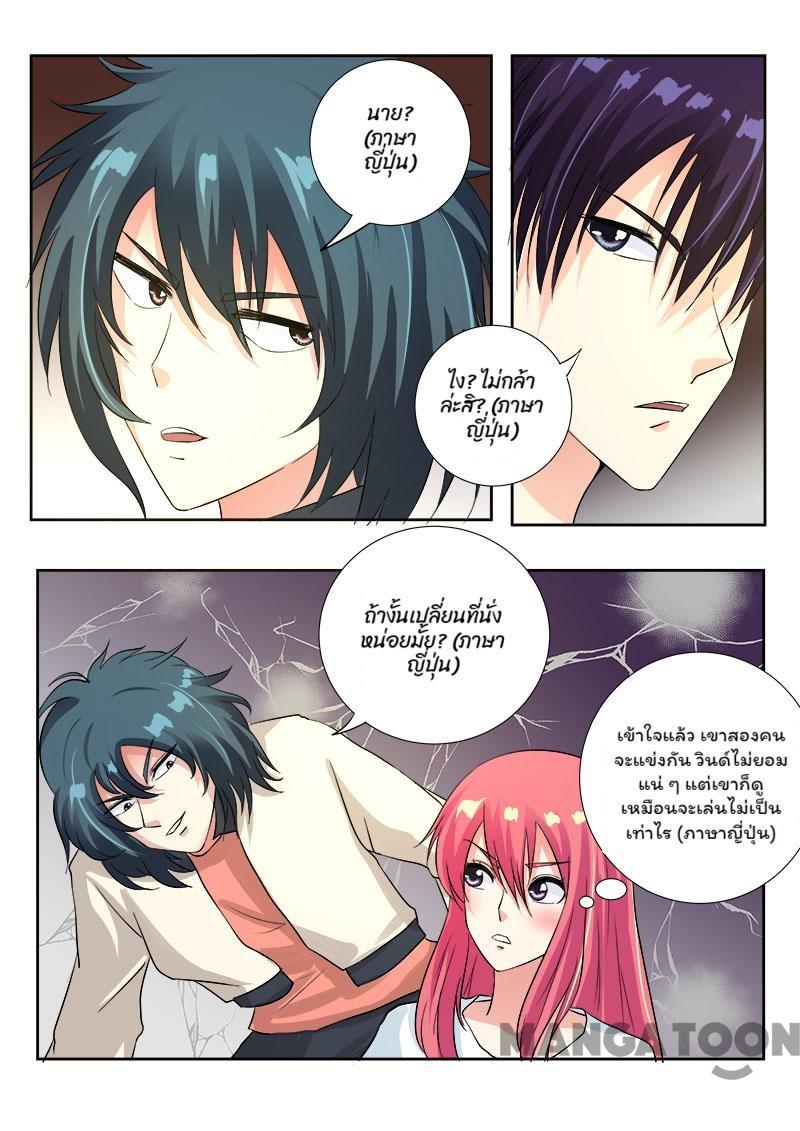 นาย?
(ภาษา
ญี่ปุ่น)
ไง? ไม่กล้า
ล่ะสิ? (ภาษา
ญี่ปุ่น)
ถ้างั้นเปลี่ยนที่นั่ง
หน่อยมั้ย? (ภาษา
ญี่ปุ่น)
เข้าใจแล้ว เขาสองคน
จะแข่งกัน วินด์ไม่ยอม
แน่ ๆ แต่เขาก็ดู
เหมือนจะเล่นไม่เป็น
เท่าไร (ภาษาญี่ปุ่น)
MANGATOON